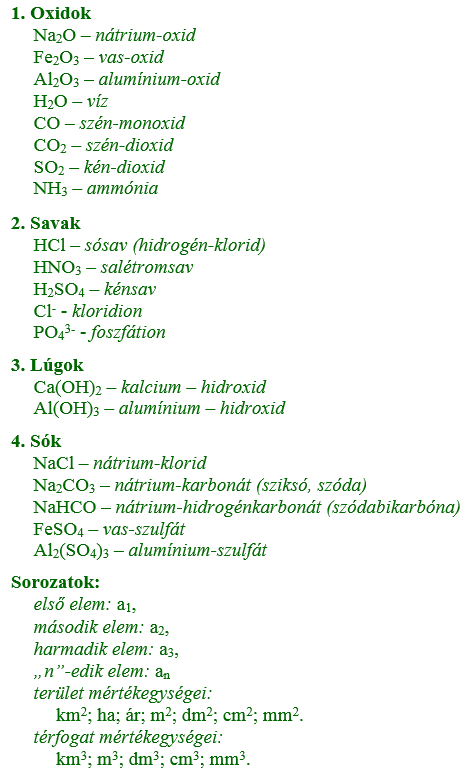 1. Oxidok
Na₂O – nátrium-oxid
Fe₂O₃ – vas-oxid
Al₂O₃ – alumínium-oxid
H₂O – víz
CO – szén-monoxid
CO₂ – szén-dioxid
SO₂ – kén-dioxid
NH₃ – ammónia
2. Savak
HCl – sósav (hidrogén-klorid)
HNO₃ – salétromsav
H₂SO₄ – kénsav
Cl⁻ - kloridion
PO₄³⁻ - foszfátion
3. Lúgok
Ca(OH)₂ – kalcium – hidroxid
Al(OH)₃ – alumínium – hidroxid
4. Sók
NaCl – nátrium-klorid
Na₂CO₃ – nátrium-karbonát (sziksó, szóda)
NaHCO – nátrium-hidrogénkarbonát (szódabikarbóna)
FeSO₄ – vas-szulfát
Al₂(SO₄)₃ – alumínium-szulfát
Sorozatok:
első elem: a₁,
második elem: a₂,
harmadik elem: a₃,
„n”-edik elem: aₙ
terület mértékegységei:
km²; ha; ár; m²; dm²; cm²; mm².
térfogat mértékegységei:
km³; m³; dm³; cm³; mm³.